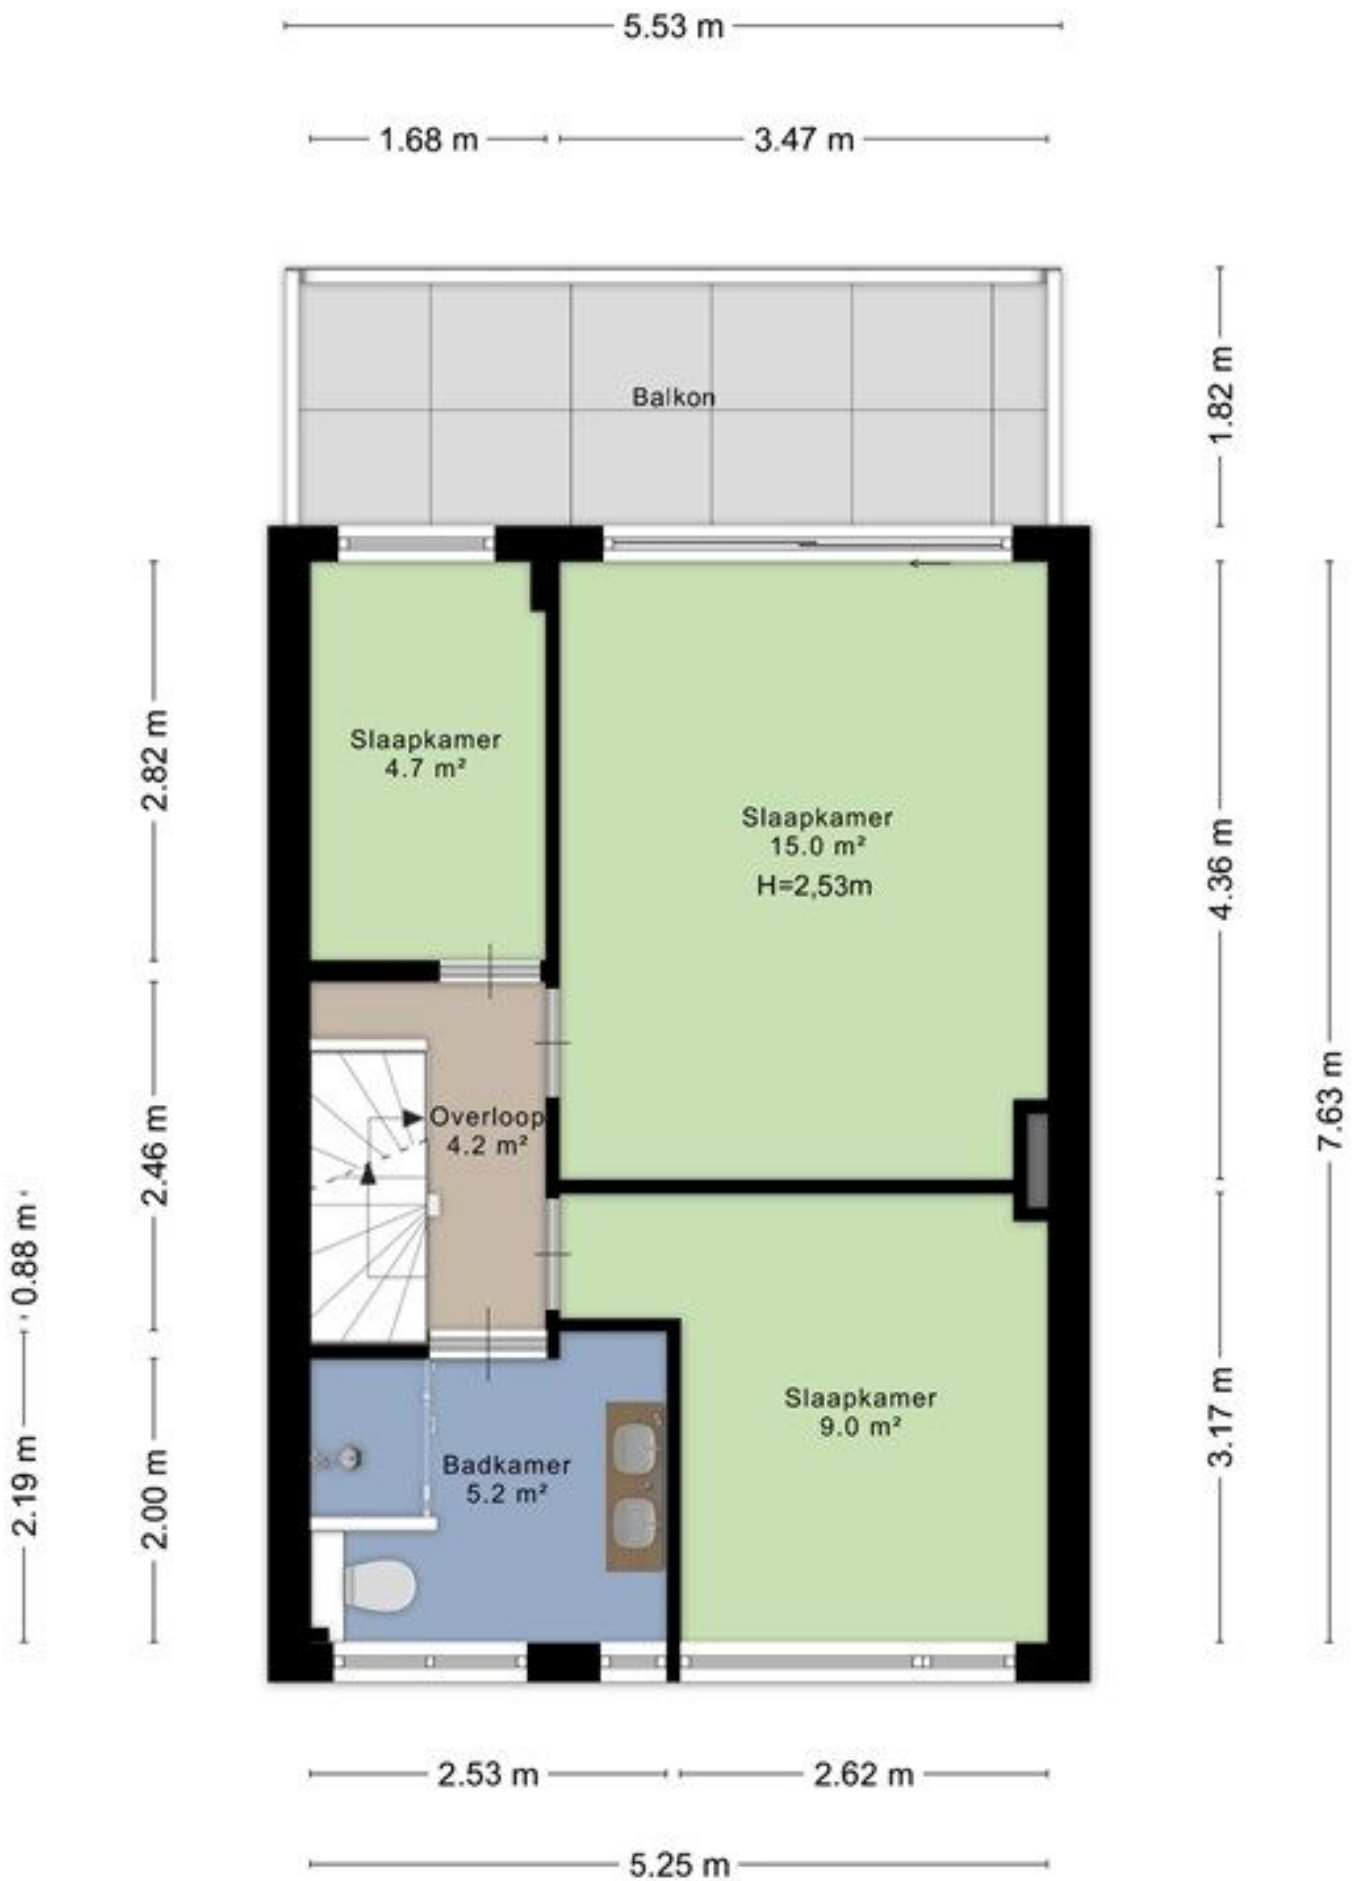 5.53 m
1.68 m
3.47 m
Balkon
1.82 m
Slaapkamer
4.7 m²
2.82 m
Slaapkamer
15.0 m²
H=2,53m
4.36 m
7.63 m
Overloop
4.2 m²
2.46 m
0.88 m
Slaapkamer
9.0 m²
3.17 m
Badkamer
5.2 m²
2.19 m
2.00 m
2.53 m
2.62 m
5.25 m